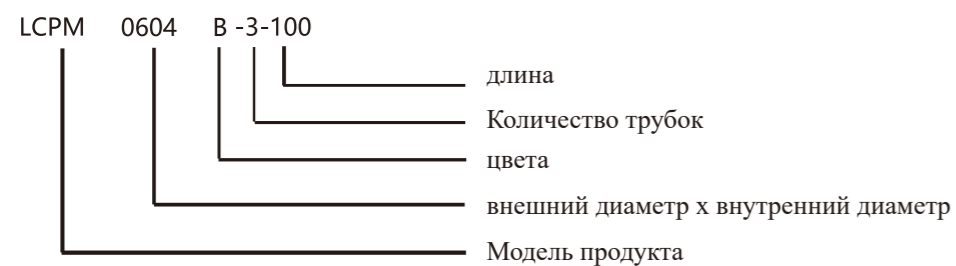 LCPM 0604 B -3-100
длина
Количество трубок
цвета
внешний диаметр x внутренний диаметр
Модель продукта